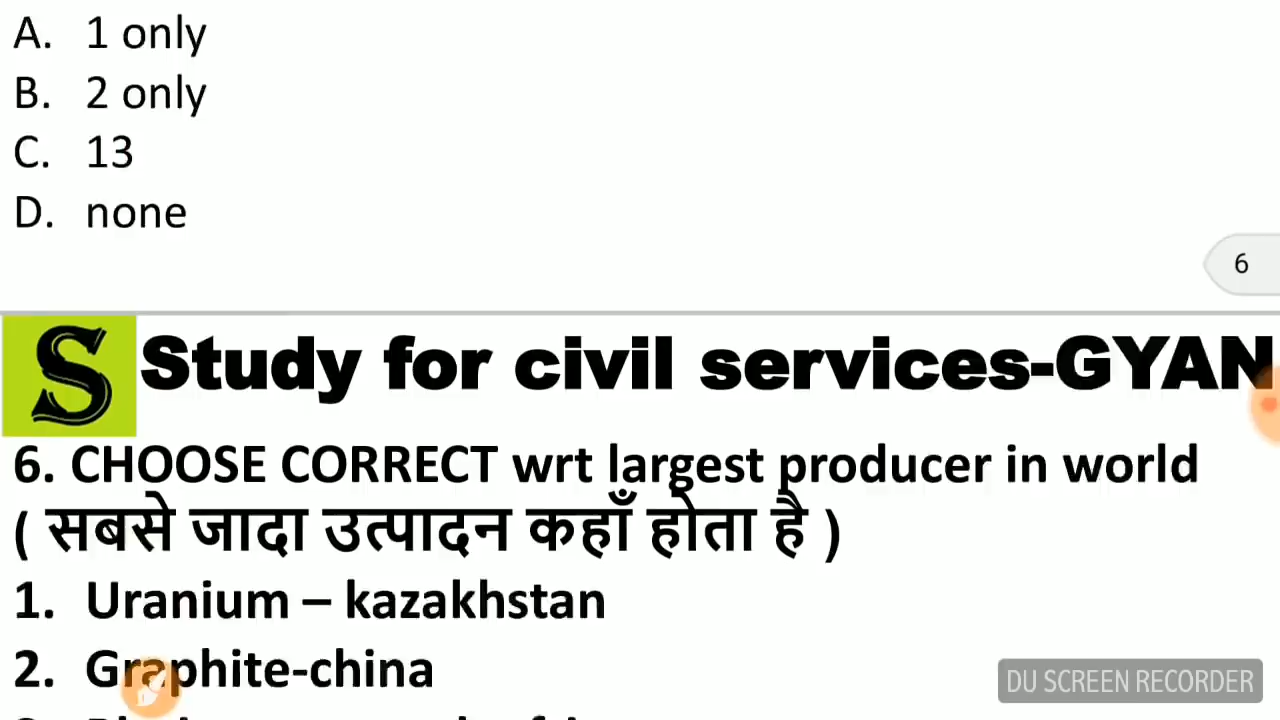 A. 1 only
B. 2 only
C. 13
D. none
6
S Study for civil services-GYAN
6. CHOOSE CORRECT wrt largest producer in world
( सबसे जादा उत्पादन कहाँ होता है )
1. Uranium – kazakhstan
2. Graphite-china
DU SCREEN RECORDER